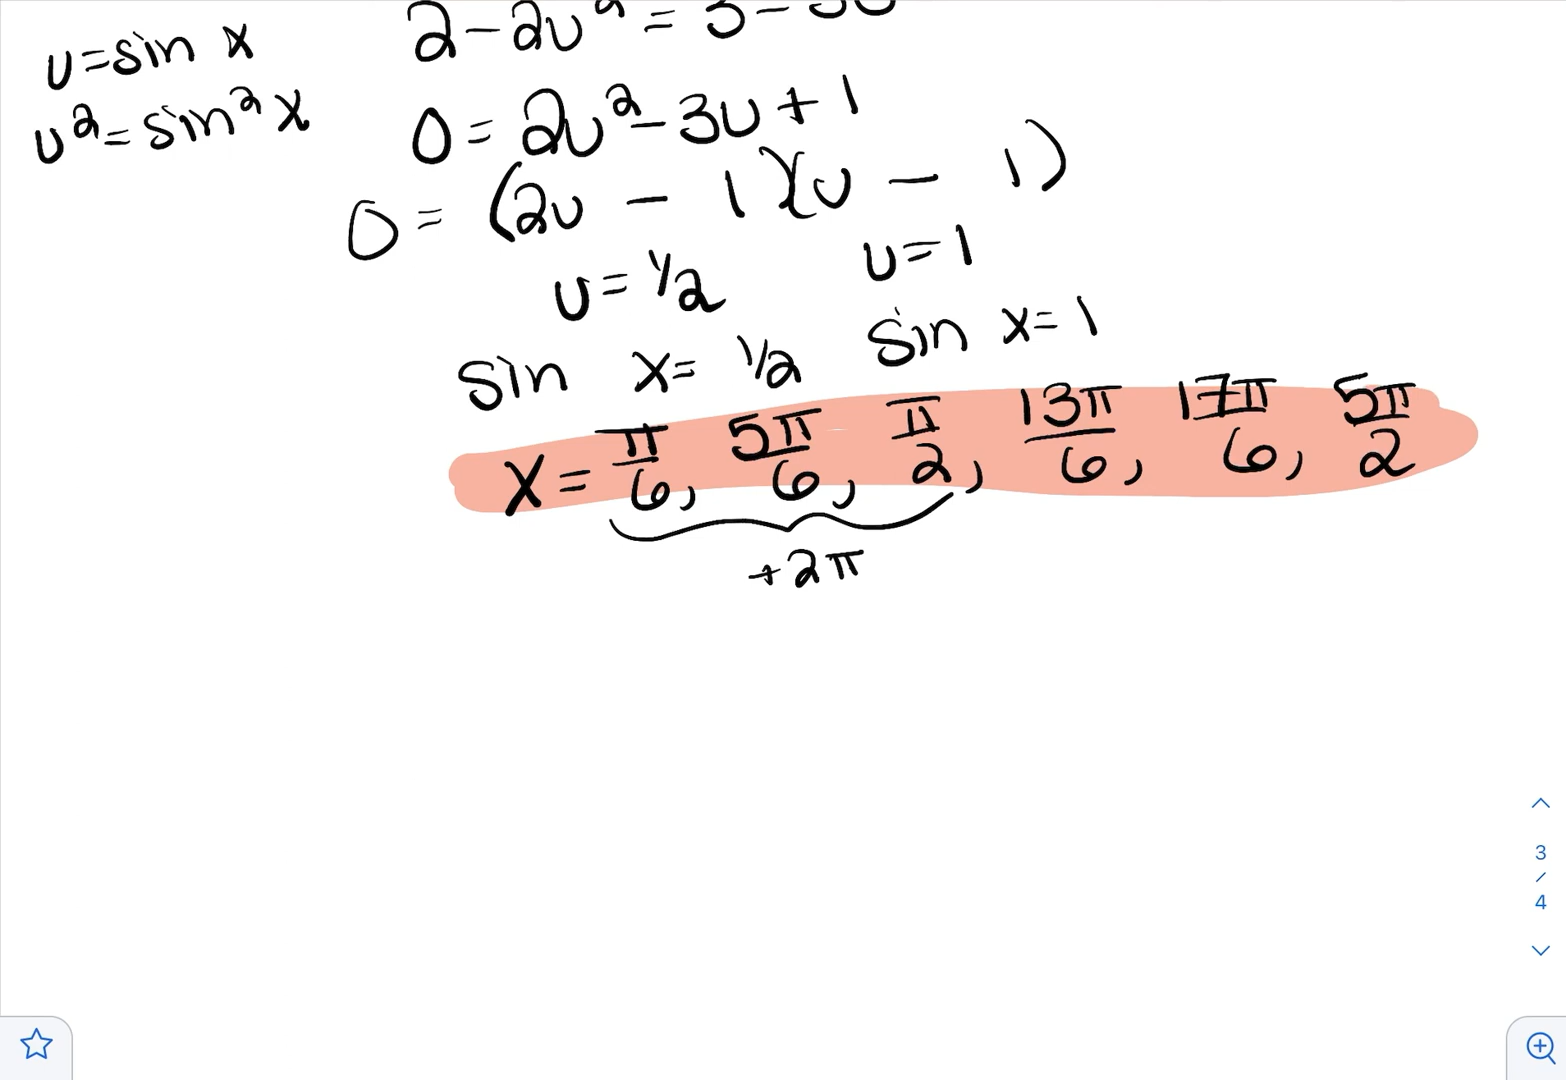 u=sin x
u²=sin²x
2-2u² = 3-3u
0=2u²-3u+1
0=(2u-1)(u-1)
u=1/2 u=1
sin x=1/2 sin x=1
x=π/6, 5π/6, π/2, 13π/6, 17π/6, 5π/2
+2π
3
/
4